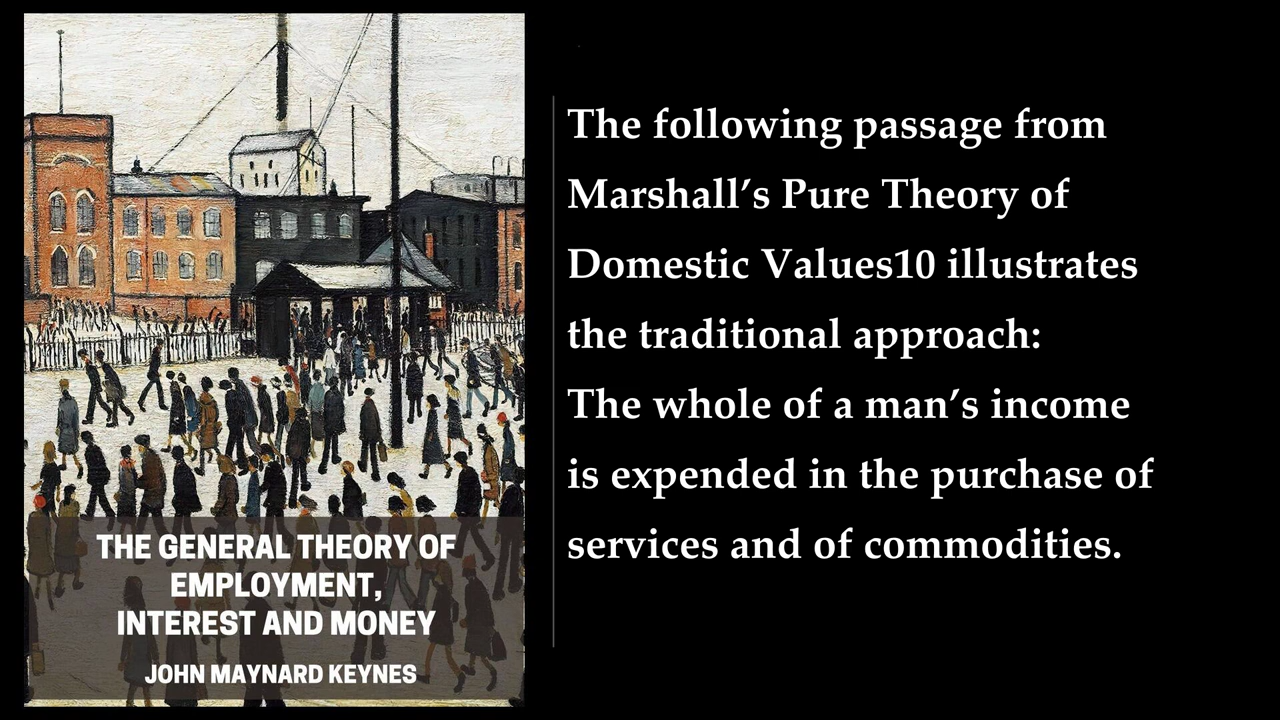 THE GENERAL THEORY OF
EMPLOYMENT,
INTEREST AND MONEY
JOHN MAYNARD KEYNES
The following passage from
Marshall’s Pure Theory of
Domestic Values10 illustrates
the traditional approach:
The whole of a man’s income
is expended in the purchase of
services and of commodities.